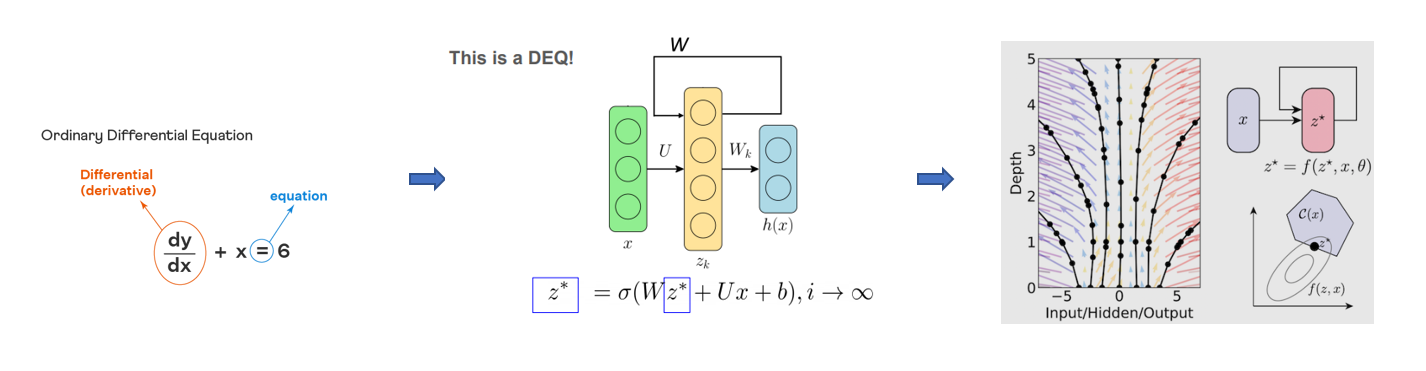 Ordinary Differential Equation
Differential
(derivative)
equation
dy
dx
+ x = 6
This is a DEQ!
W
U
W_k
x
z_k
h(x)
z* = σ(Wz* + Ux + b), i → ∞
5
4
3
2
1
0
Depth
−5 0 5
Input/Hidden/Output
x
z⋆
z⋆ = f(z⋆, x, θ)
C(x)
z⋆
f(z, x)